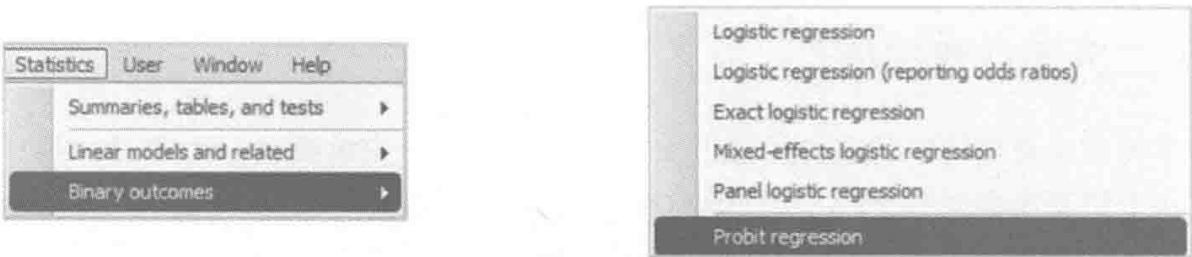 Statistics User Window Help
Summaries, tables, and tests
Linear models and related
Binary outcomes
Logistic regression
Logistic regression (reporting odds ratios)
Exact logistic regression
Mixed-effects logistic regression
Panel logistic regression
Probit regression